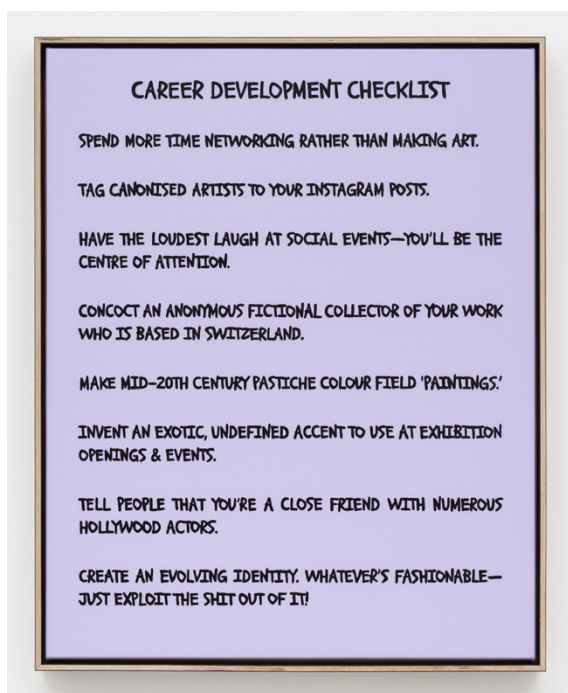 CAREER DEVELOPMENT CHECKLIST
SPEND MORE TIME NETWORKING RATHER THAN MAKING ART.
TAG CANONISED ARTISTS TO YOUR INSTAGRAM POSTS.
HAVE THE LOUDEST LAUGH AT SOCIAL EVENTS—YOU'LL BE THE
CENTRE OF ATTENTION.
CONCOCT AN ANONYMOUS FICTIONAL COLLECTOR OF YOUR WORK
WHO IS BASED IN SWITZERLAND.
MAKE MID-20TH CENTURY PASTICHE COLOUR FIELD 'PAINTINGS.'
INVENT AN EXOTIC, UNDEFINED ACCENT TO USE AT EXHIBITION
OPENINGS & EVENTS.
TELL PEOPLE THAT YOU'RE A CLOSE FRIEND WITH NUMEROUS
HOLLYWOOD ACTORS.
CREATE AN EVOLVING IDENTITY. WHATEVER'S FASHIONABLE—
JUST EXPLOIT THE SHIT OUT OF IT!